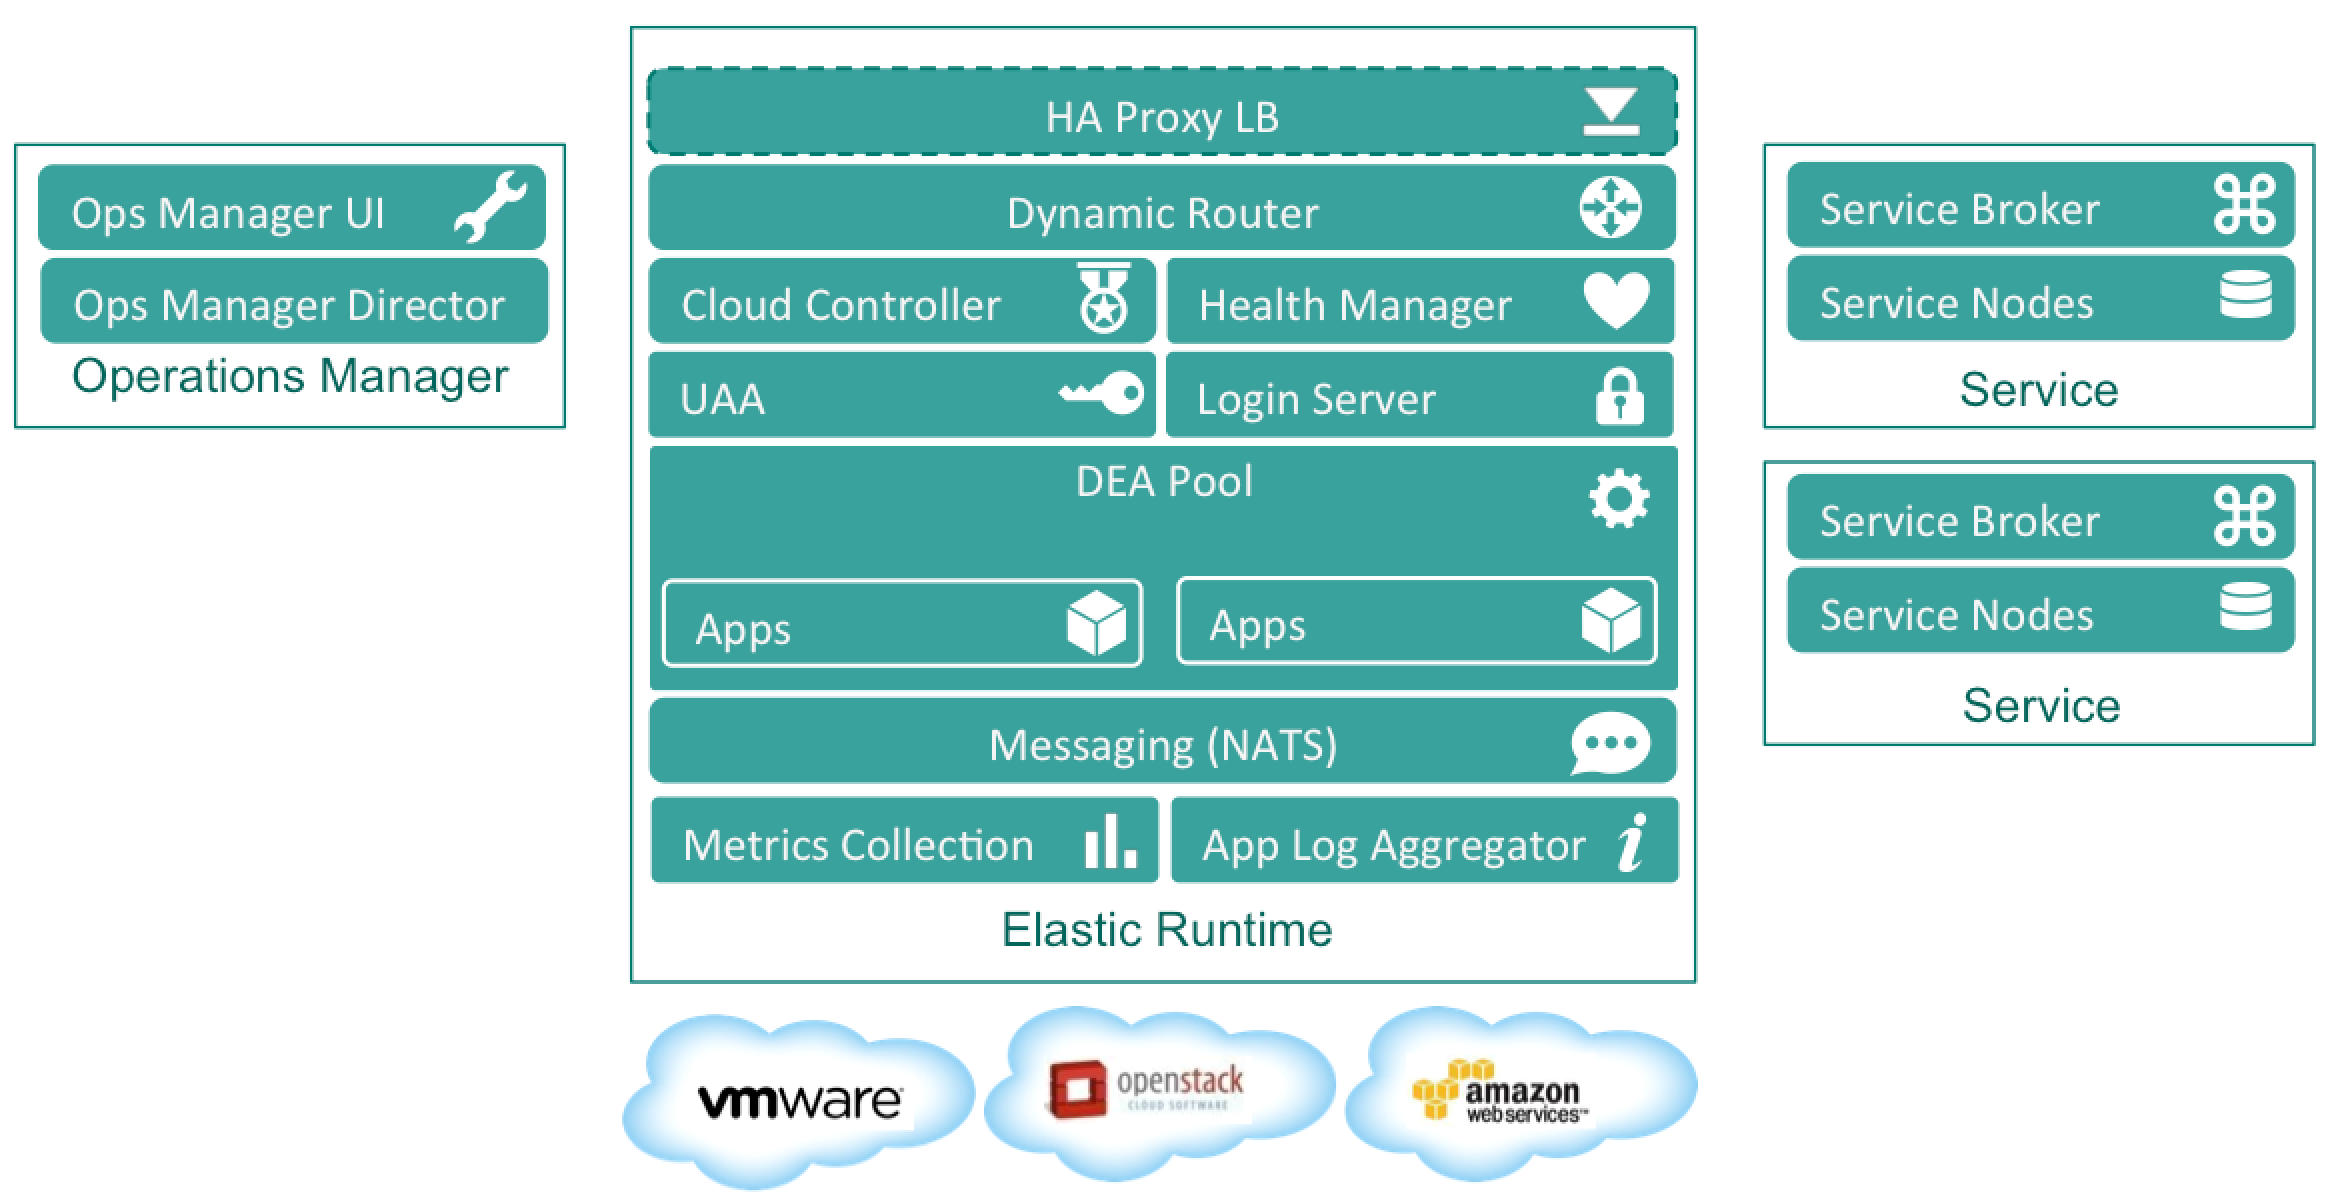 Ops Manager UI
Ops Manager Director
Operations Manager
HA Proxy LB
Dynamic Router
Cloud Controller
Health Manager
UAA
Login Server
DEA Pool
Apps
Apps
Messaging (NATS)
Metrics Collection
App Log Aggregator
Elastic Runtime
Service Broker
Service Nodes
Service
Service Broker
Service Nodes
Service
vmware
openstack
CLOUD SOFTWARE
amazon
webservices™